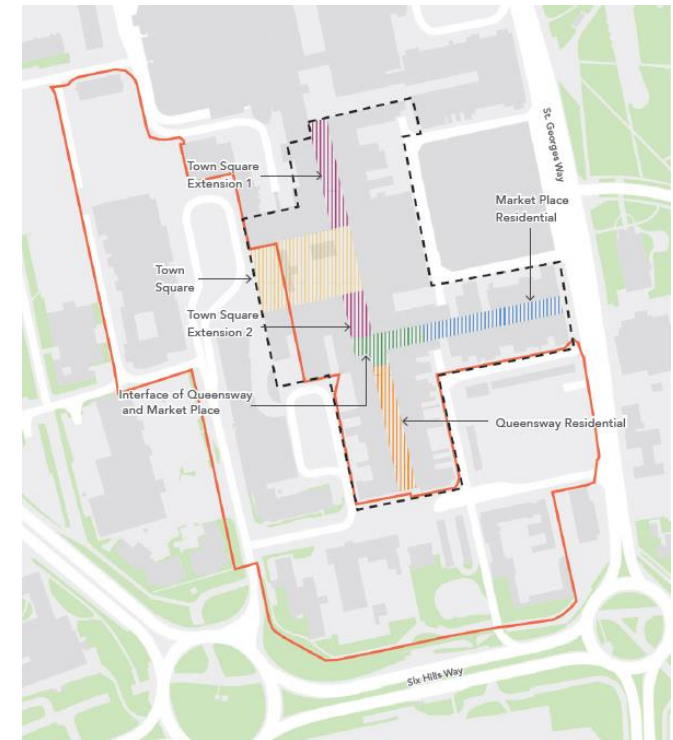 St. Georges Way
Town Square
Extension 1
Market Place
Residential
Town
Square
Town Square
Extension 2
Interface of Queensway
and Market Place
Queensway Residential
Six Hills Way